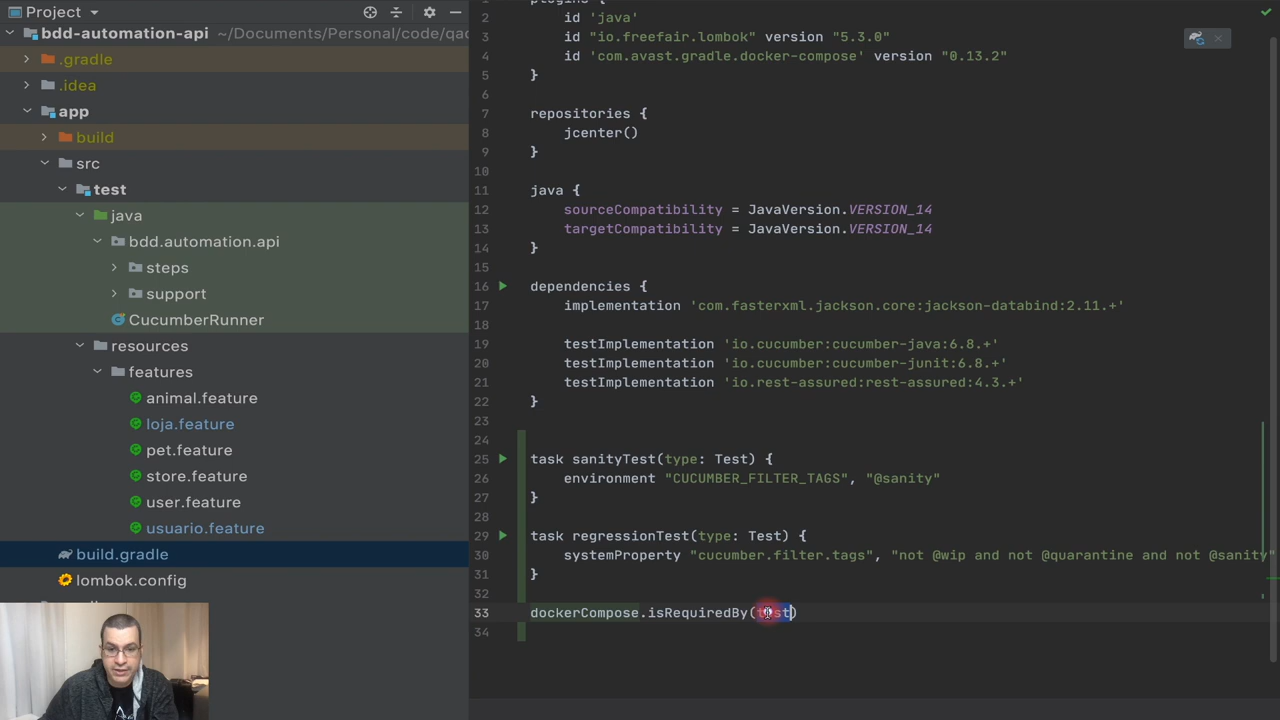 Project
bdd-automation-api ~/Documents/Personal/code/qac
.gradle
.idea
app
build
src
test
java
bdd.automation.api
steps
support
CucumberRunner
resources
features
animal.feature
loja.feature
pet.feature
store.feature
user.feature
usuario.feature
build.gradle
lombok.config
2 id 'java'
3 id "io.freefair.lombok" version "5.3.0"
4 id 'com.avast.gradle.docker-compose' version "0.13.2"
5 }
6
7 repositories {
8 jcenter()
9 }
10
11 java {
12 sourceCompatibility = JavaVersion.VERSION_14
13 targetCompatibility = JavaVersion.VERSION_14
14 }
15
16 dependencies {
17 implementation 'com.fasterxml.jackson.core:jackson-databind:2.11.+'
18
19 testImplementation 'io.cucumber:cucumber-java:6.8.+'
20 testImplementation 'io.cucumber:cucumber-junit:6.8.+'
21 testImplementation 'io.rest-assured:rest-assured:4.3.+'
22 }
23
24
25 task sanityTest(type: Test) {
26 environment "CUCUMBER_FILTER_TAGS", "@sanity"
27 }
28
29 task regressionTest(type: Test) {
30 systemProperty "cucumber.filter.tags", "not @wip and not @quarantine and not @sanity"
31 }
32
33 dockerCompose.isRequiredBy(test)
34